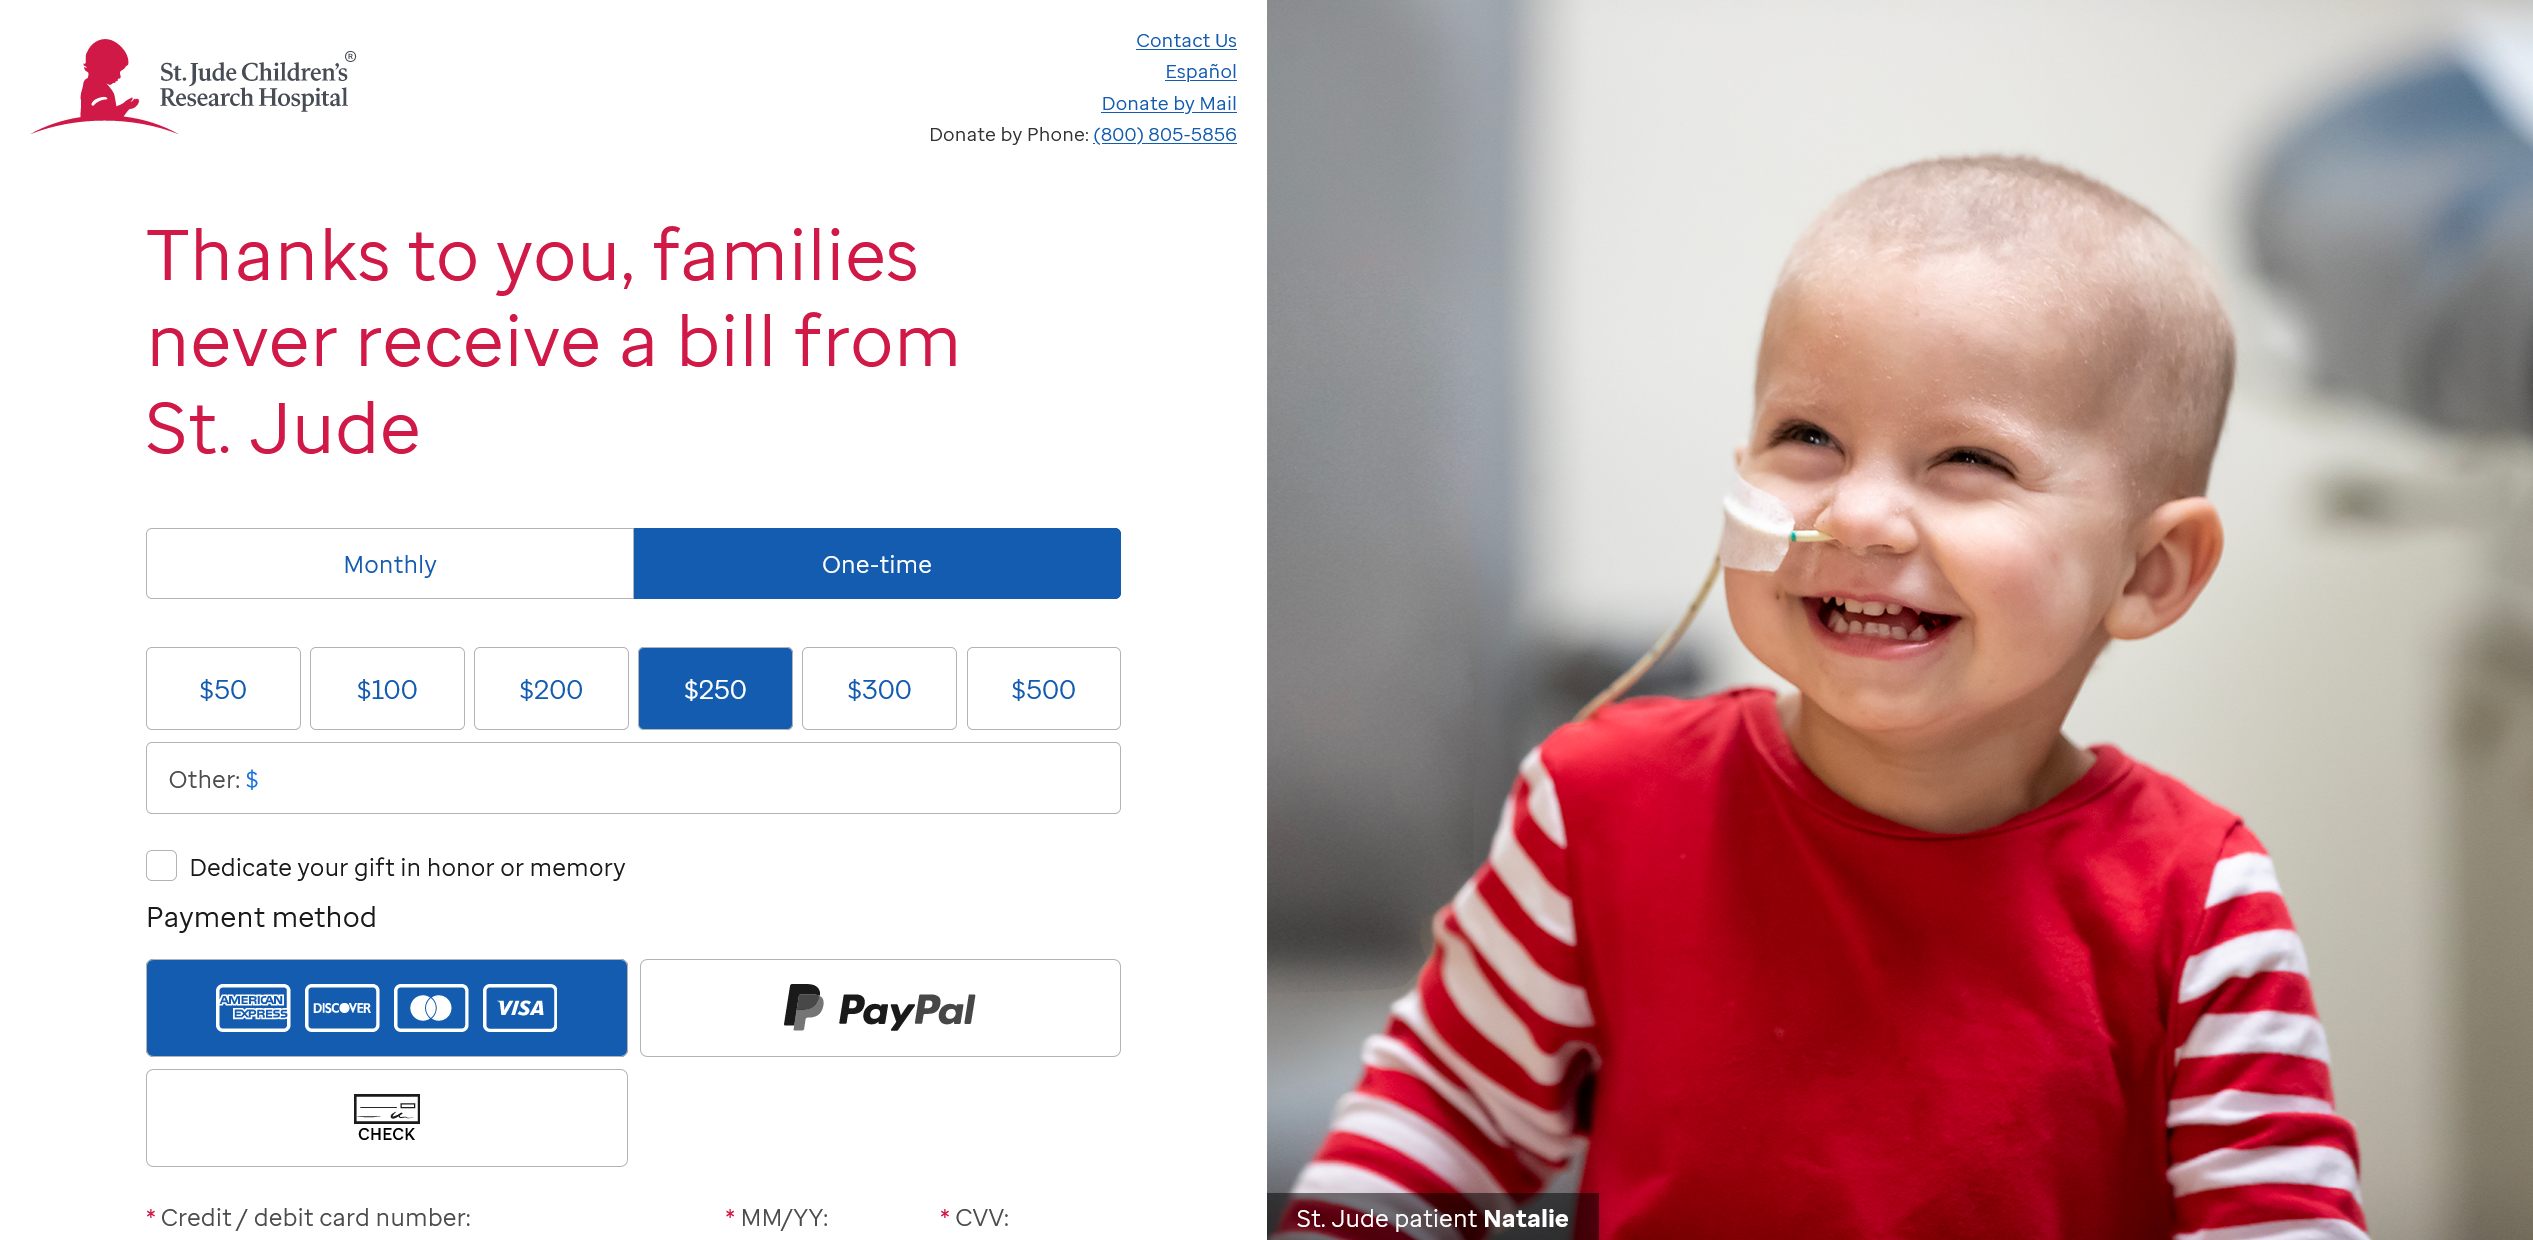 St. Jude Children's®
Research Hospital
Contact Us
Español
Donate by Mail
Donate by Phone: (800) 805-5856
Thanks to you, families
never receive a bill from
St. Jude
Monthly
One-time
$50
$100
$200
$250
$300
$500
Other: $
Dedicate your gift in honor or memory
Payment method
AMERICAN
EXPRESS
DISCOVER
VISA
PayPal
CHECK
* Credit / debit card number:
* MM/YY:
* CVV:
St. Jude patient Natalie